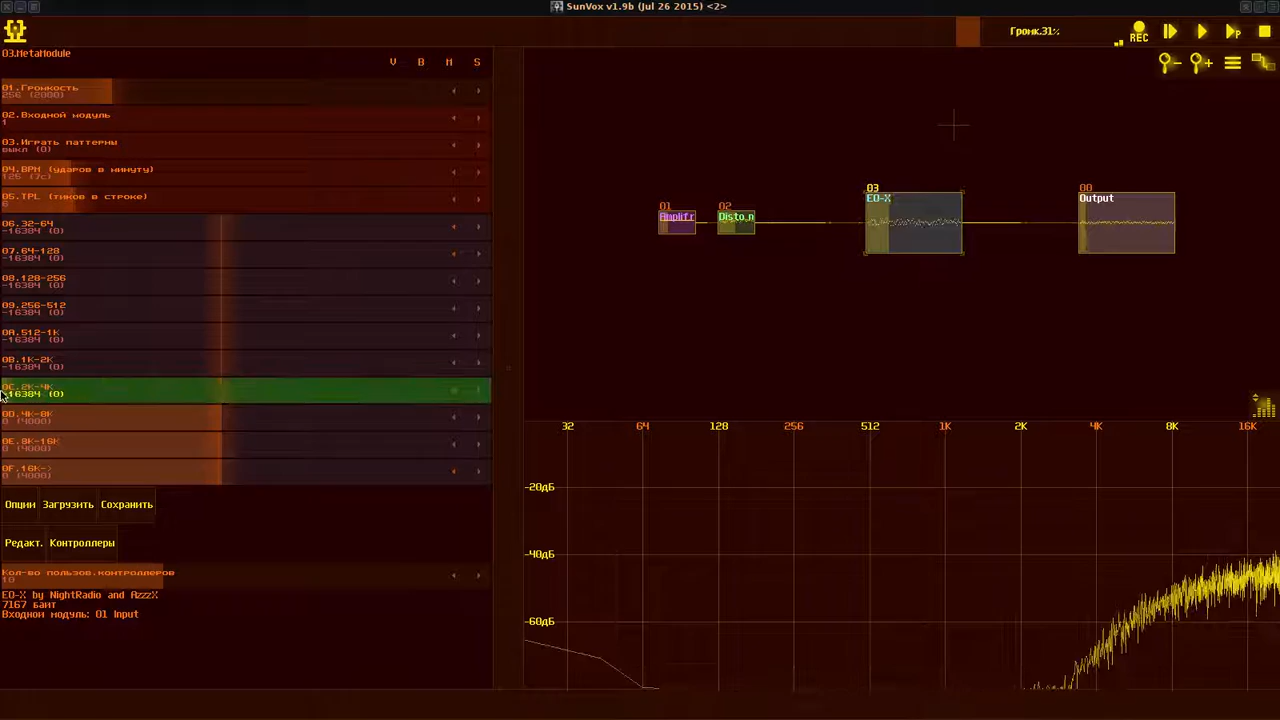 SunVox v1.9b (Jul 26 2015) <2>
Громк.31%
REC
P
03.MetaModule
V B M S
01.Громкость
256 (2000)
02.Входной модуль
1
03.Играть паттерны
выкл (0)
04.BPM (ударов в минуту)
125 (7c)
05.TPL (тиков в строке)
6
06.32-64
-16384 (0)
07.64-128
-16384 (0)
08.128-256
-16384 (0)
09.256-512
-16384 (0)
0A.512-1K
-16384 (0)
0B.1K-2K
-16384 (0)
0C.2K-4K
-16384 (0)
0D.4K-8K
0 (4000)
0E.8K-16K
0 (4000)
0F.16K->
0 (4000)
Опции Загрузить Сохранить
Редакт. Контроллеры
Кол-во пользов.контроллеров
10
EQ-X by NightRadio and AzzzX
7167 байт
Входной модуль: 01 Input
01
Amplifr
02
Disto.n
03
EQ-X
00
Output
32 64 128 256 512 1K 2K 4K 8K 16K
-20дБ
-40дБ
-60дБ